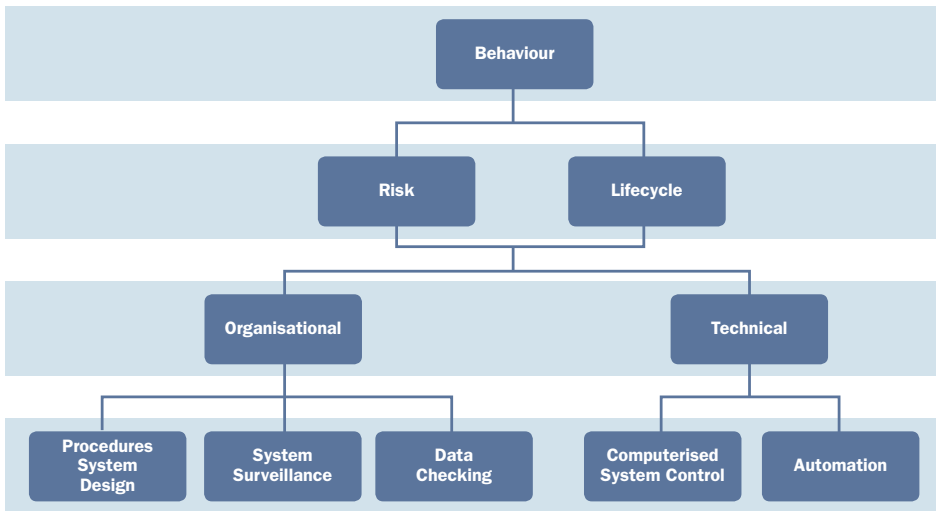 Behaviour
Risk
Lifecycle
Organisational
Technical
Procedures
System
Design
System
Surveillance
Data
Checking
Computerised
System Control
Automation